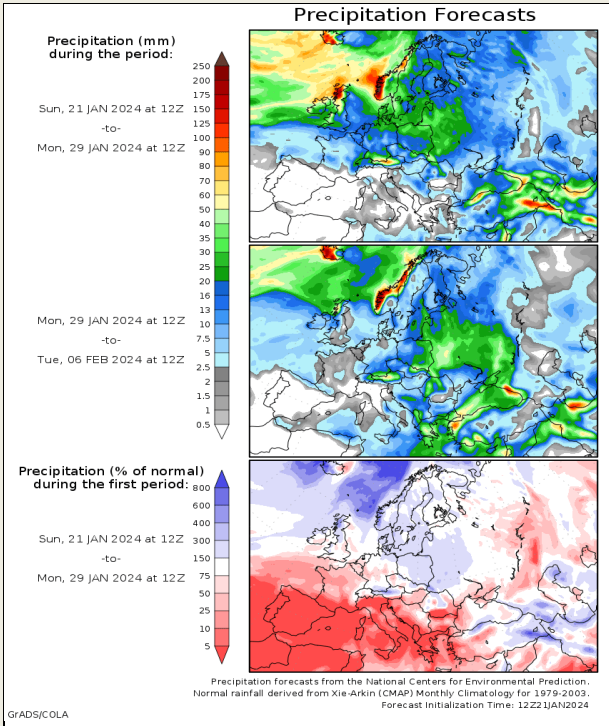 Precipitation Forecasts
Precipitation (mm)
during the period:
Sun, 21 JAN 2024 at 12Z
-to-
Mon, 29 JAN 2024 at 12Z
250
200
175
150
125
100
90
80
70
60
50
40
35
30
25
20
16
13
10
7.5
5
2.5
2
1.5
1
0.5
Mon, 29 JAN 2024 at 12Z
-to-
Tue, 06 FEB 2024 at 12Z
Precipitation (% of normal)
during the first period:
Sun, 21 JAN 2024 at 12Z
-to-
Mon, 29 JAN 2024 at 12Z
800
600
400
300
150
75
50
25
10
5
Precipitation forecasts from the National Centers for Environmental Prediction.
Normal rainfall derived from Xie-Arkin (CMAP) Monthly Climatology for 1979-2003.
Forecast Initialization Time: 12Z21JAN2024
GrADS/COLA